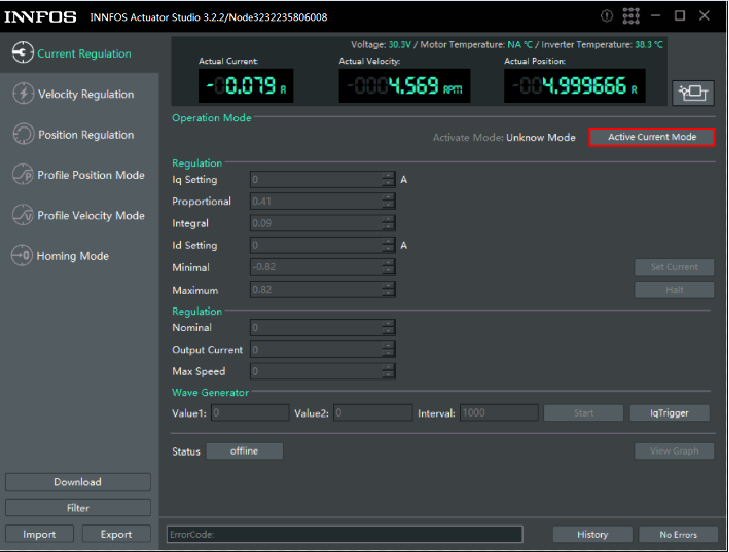 INNFOS INNFOS Actuator Studio 3.2.2/Node3232235806008
Current Regulation
Velocity Regulation
Position Regulation
Profile Position Mode
Profile Velocity Mode
Homing Mode
Download
Filter
Import Export
Voltage: 30.3V / Motor Temperature: NA ℃ / Inverter Temperature: 38.3 ℃
Actual Current: Actual Velocity: Actual Position:
-00.079 A -0004.569 RPM -004.999666 R
Operation Mode
Activate Mode: Unknow Mode Active Current Mode
Regulation
Iq Setting 0 A
Proportional 0.41
Integral 0.09
Id Setting 0 A
Minimal -0.82 Set Current
Maximum 0.82 Halt
Regulation
Nominal 0
Output Current 0
Max Speed 0
Wave Generator
Value1: 0 Value2: 0 Interval: 1000 Start IqTrigger
Status offline View Graph
ErrorCode: History No Errors